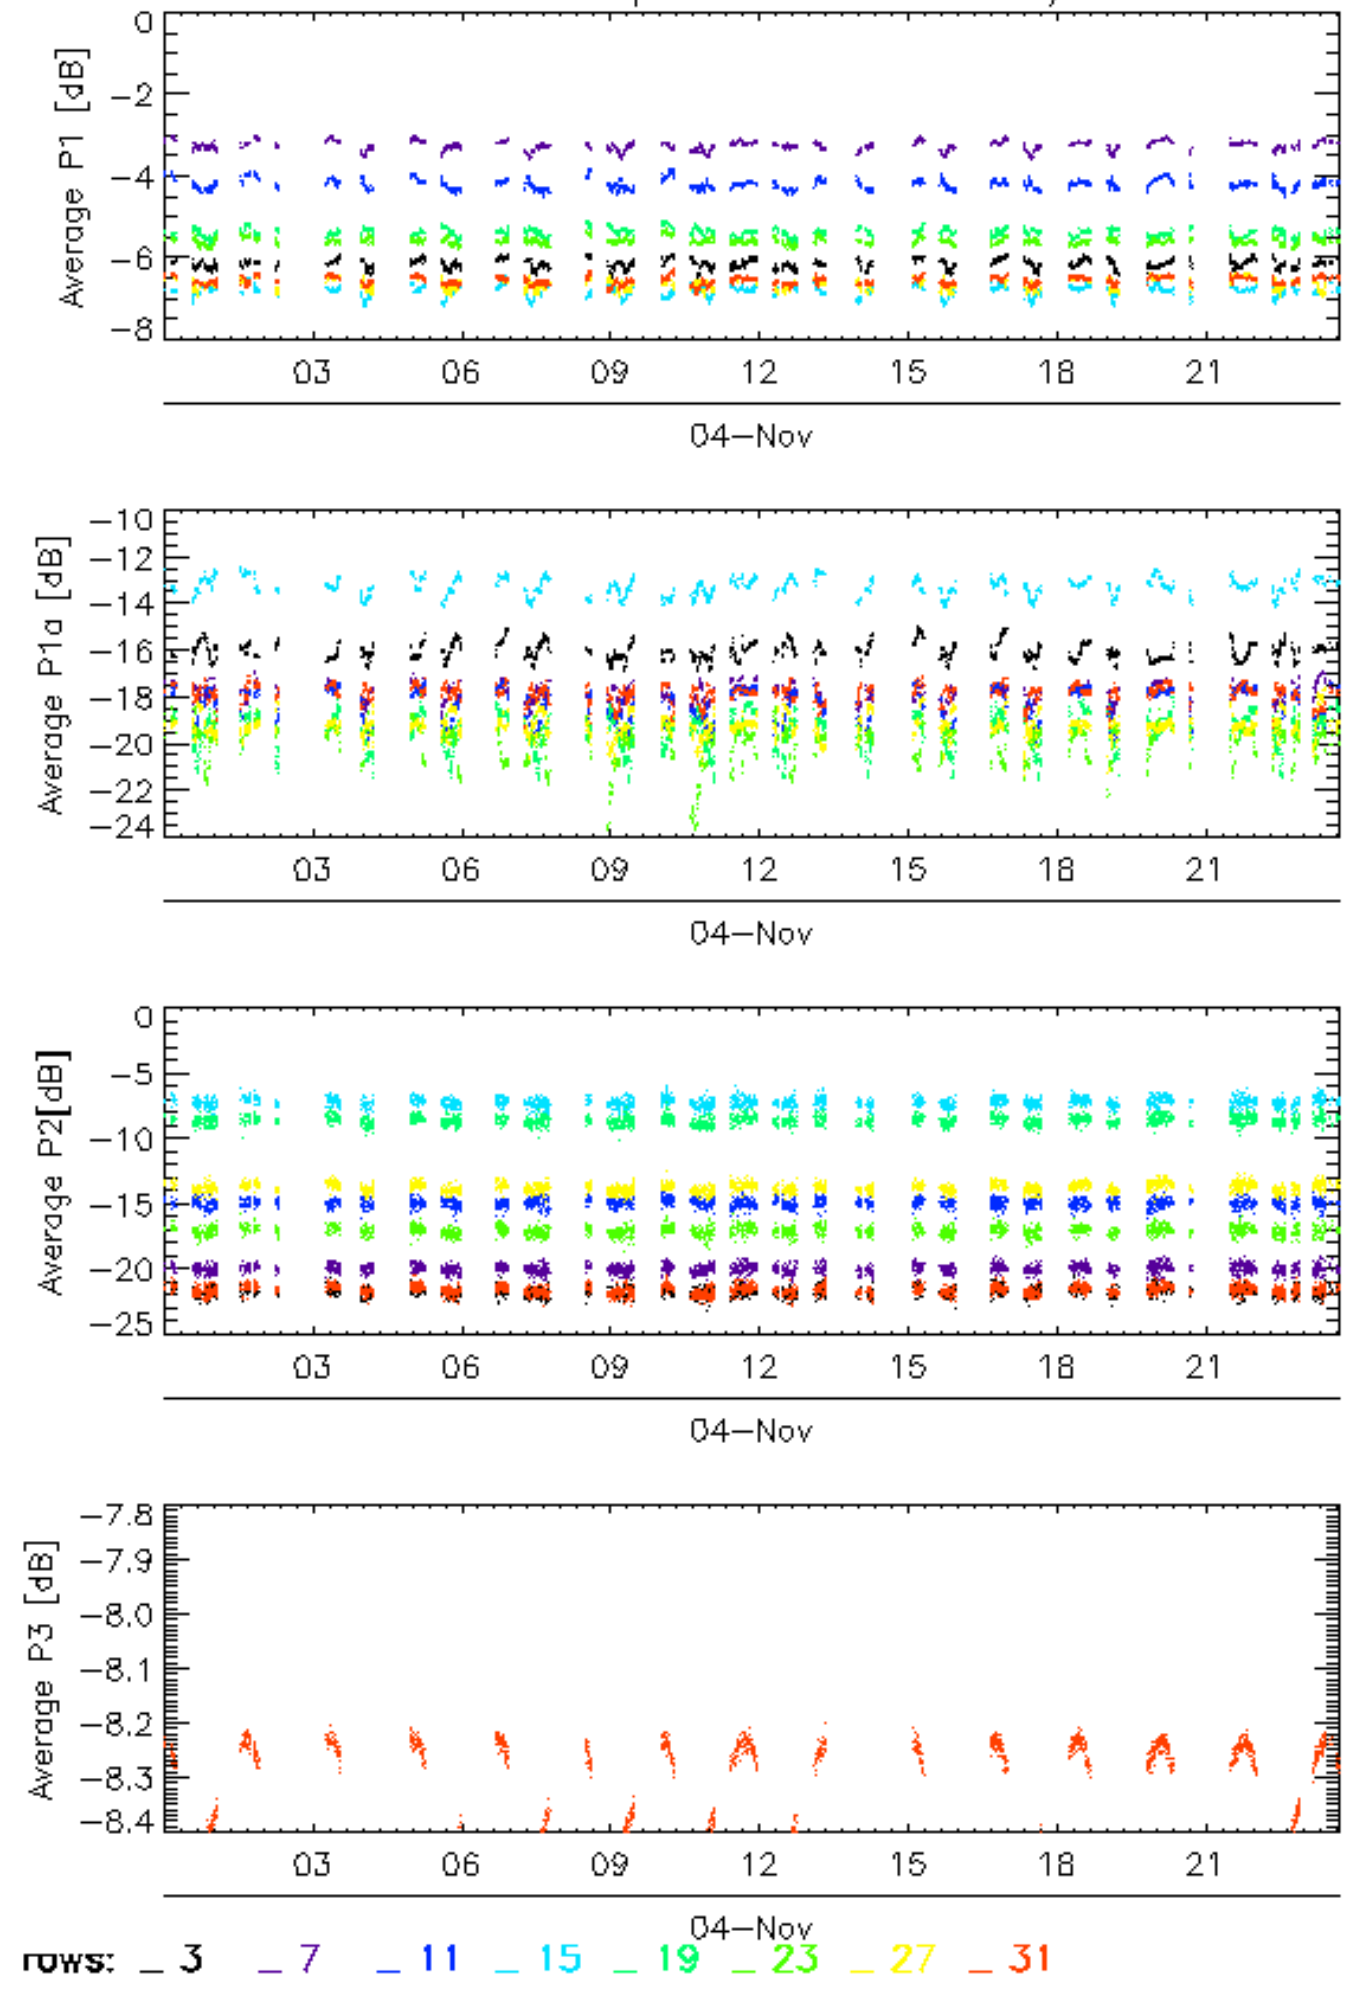 0
−2
−4
−6
−8
Average P1 [dB]
03 06 09 12 15 18 21
04−Nov
−10
−12
−14
−16
−18
−20
−22
−24
Average P1a [dB]
03 06 09 12 15 18 21
04−Nov
0
−5
−10
−15
−20
−25
Average P2[dB]
03 06 09 12 15 18 21
04−Nov
−7.8
−7.9
−8.0
−8.1
−8.2
−8.3
−8.4
Average P3 [dB]
03 06 09 12 15 18 21
04−Nov
rows: _ 3 _ 7 _ 11 _ 15 _ 19 _ 23 _ 27 _ 31